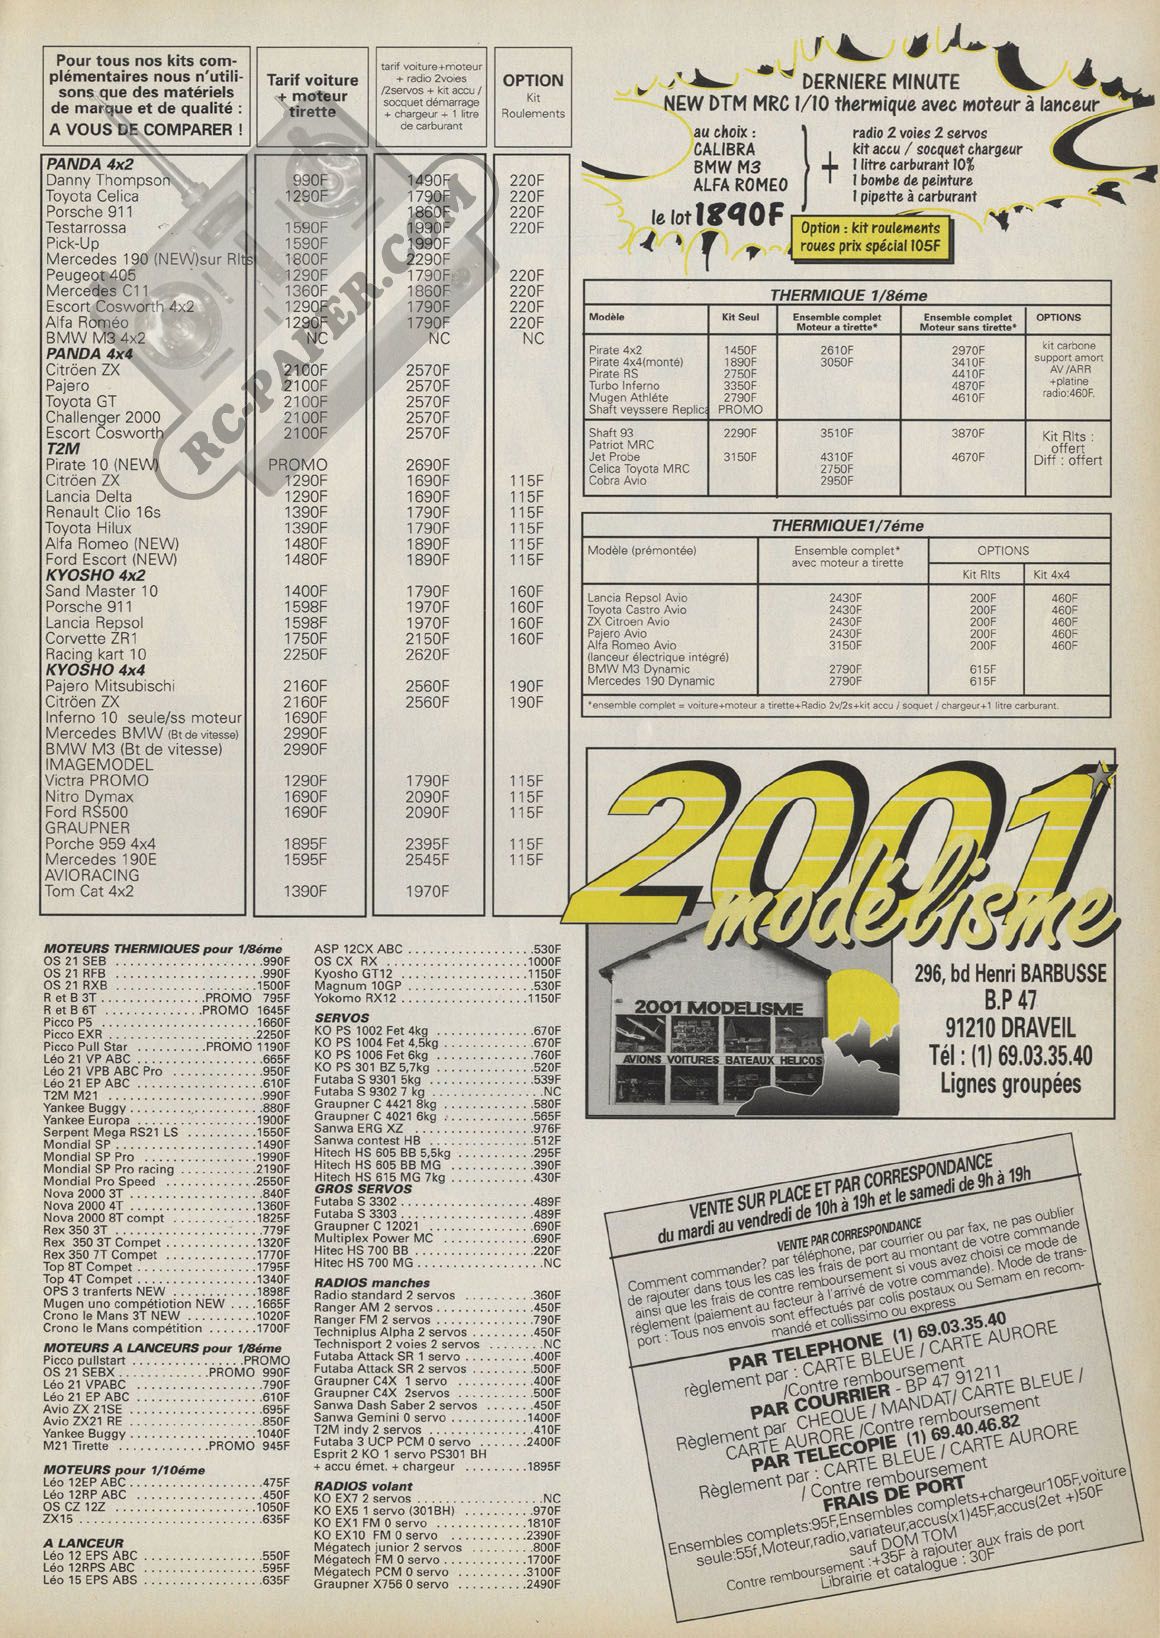 Pour tous nos kits com-
plémentaires nous n'utili-
sons que des matériels
de marque et de qualité :
A VOUS DE COMPARER !
Tarif voiture
+ moteur
tirette
tarif voiture+moteur
+ radio 2voies
/2servos + kit accu /
socquet démarrage
+ chargeur + 1 litre
de carburant
OPTION
Kit
Roulements
PANDA 4x2
Danny Thompson 990F 1490F 220F
Toyota Celica 1290F 1790F 220F
Porsche 911 1860F 220F
Testarrossa 1590F 1990F 220F
Pick-Up 1590F 1990F
Mercedes 190 (NEW)sur Rlts 1800F 2290F
Peugeot 405 1290F 1790F 220F
Mercedes C11 1360F 1860F 220F
Escort Cosworth 4x2 1290F 1790F 220F
Alfa Roméo 1290F 1790F 220F
BMW M3 4x2 NC NC NC
PANDA 4x4
Citröen ZX 2100F 2570F
Pajero 2100F 2570F
Toyota GT 2100F 2570F
Challenger 2000 2100F 2570F
Escort Cosworth 2100F 2570F
T2M
Pirate 10 (NEW) PROMO 2690F
Citröen ZX 1290F 1690F 115F
Lancia Delta 1290F 1690F 115F
Renault Clio 16s 1390F 1790F 115F
Toyota Hilux 1390F 1790F 115F
Alfa Romeo (NEW) 1480F 1890F 115F
Ford Escort (NEW) 1480F 1890F 115F
KYOSHO 4x2
Sand Master 10 1400F 1790F 160F
Porsche 911 1598F 1970F 160F
Lancia Repsol 1598F 1970F 160F
Corvette ZR1 1750F 2150F 160F
Racing kart 10 2250F 2620F
KYOSHO 4x4
Pajero Mitsubischi 2160F 2560F 190F
Citröen ZX 2160F 2560F 190F
Inferno 10 seule/ss moteur 1690F
Mercedes BMW (Bt de vitesse) 2990F
BMW M3 (Bt de vitesse) 2990F
IMAGEMODEL
Victra PROMO 1290F 1790F 115F
Nitro Dymax 1690F 2090F 115F
Ford RS500 1690F 2090F 115F
GRAUPNER
Porche 959 4x4 1895F 2395F 115F
Mercedes 190E 1595F 2545F 115F
AVIORACING
Tom Cat 4x2 1390F 1970F
RC-PAPER.COM
DERNIERE MINUTE
NEW DTM MRC 1/10 thermique avec moteur à lanceur
au choix :
CALIBRA
BMW M3
ALFA ROMEO
+
radio 2 voies 2 servos
kit accu / socquet chargeur
1 litre carburant 10%
1 bombe de peinture
1 pipette à carburant
le lot 1890F
Option : kit roulements
roues prix spécial 105F
THERMIQUE 1/8éme
Modèle Kit Seul Ensemble complet Moteur a tirette* Ensemble complet Moteur sans tirette* OPTIONS
Pirate 4x2 1450F 2610F 2970F
Pirate 4x4(monté) 1890F 3050F 3410F
Pirate RS 2750F 4410F
Turbo Inferno 3350F 4870F
Mugen Athléte 2790F 4610F
Shaft veyssere Replica PROMO
kit carbone
support amort
AV /ARR
+platine
radio:460F.
Shaft 93 2290F 3510F 3870F
Patriot MRC
Jet Probe 3150F 4310F 4670F
Celica Toyota MRC 2750F
Cobra Avio 2950F
Kit Rlts :
offert
Diff : offert
THERMIQUE1/7éme
Modèle (prémontée) Ensemble complet* avec moteur a tirette OPTIONS
Kit Rlts Kit 4x4
Lancia Repsol Avio 2430F 200F 460F
Toyota Castro Avio 2430F 200F 460F
ZX Citroen Avio 2430F 200F 460F
Pajero Avio 2430F 200F 460F
Alfa Romeo Avio 3150F 200F 460F
(lanceur électrique intégré)
BMW M3 Dynamic 2790F 615F
Mercedes 190 Dynamic 2790F 615F
*ensemble complet = voiture+moteur a tirette+Radio 2v/2s+kit accu / soquet / chargeur+1 litre carburant.
2001
modélisme
2001 MODELISME
AVIONS VOITURES BATEAUX HELICOS
296, bd Henri BARBUSSE
B.P 47
91210 DRAVEIL
Tél : (1) 69.03.35.40
Lignes groupées
MOTEURS THERMIQUES pour 1/8éme
OS 21 SEB 990F
OS 21 RFB 990F
OS 21 RXB 1500F
R et B 3T PROMO 795F
R et B 6T PROMO 1645F
Picco P5 1660F
Picco EXR 2250F
Picco Pull Star PROMO 1190F
Léo 21 VP ABC 665F
Léo 21 VPB ABC Pro 950F
Léo 21 EP ABC 610F
T2M M21 990F
Yankee Buggy 880F
Yankee Europa 1900F
Serpent Mega RS21 LS 1550F
Mondial SP 1490F
Mondial SP Pro 1990F
Mondial SP Pro racing 2190F
Mondial Pro Speed 2550F
Nova 2000 3T 840F
Nova 2000 4T 1360F
Nova 2000 8T compt 1825F
Rex 350 3T 779F
Rex 350 3T Compet 1320F
Rex 350 7T Compet 1770F
Top 8T Compet 1795F
Top 4T Compet 1340F
OPS 3 tranferts NEW 1898F
Mugen uno compétiotion NEW 1665F
Crono le Mans 3T NEW 1020F
Crono le Mans compétition 1700F
MOTEURS A LANCEURS pour 1/8éme
Picco pullstart PROMO
OS 21 SEBX PROMO 990F
Léo 21 VPABC 790F
Léo 21 EP ABC 610F
Avio ZX 21SE 695F
Avio ZX21 RE 850F
Yankee Buggy 1040F
M21 Tirette PROMO 945F
MOTEURS pour 1/10éme
Léo 12EP ABC 475F
Léo 12RP ABC 450F
OS CZ 12Z 1050F
ZX15 635F
A LANCEUR
Léo 12 EPS ABC 550F
Léo 12RPS ABC 595F
Léo 15 EPS ABS 635F
ASP 12CX ABC 530F
OS CX RX 1000F
Kyosho GT12 1150F
Magnum 10GP 530F
Yokomo RX12 1150F
SERVOS
KO PS 1002 Fet 4kg 670F
KO PS 1004 Fet 4,5kg 670F
KO PS 1006 Fet 6kg 760F
KO PS 301 BZ 5,7kg 520F
Futaba S 9301 5kg 539F
Futaba S 9302 7 kg NC
Graupner C 4421 8kg 580F
Graupner C 4021 6kg 565F
Sanwa ERG XZ 976F
Sanwa contest HB 512F
Hitech HS 605 BB 5,5kg 295F
Hitech HS 605 BB MG 390F
Hitech HS 615 MG 7kg 430F
GROS SERVOS
Futaba S 3302 489F
Futaba S 3303 489F
Graupner C 12021 690F
Multiplex Power MC 690F
Hitec HS 700 BB 220F
Hitec HS 700 MG NC
RADIOS manches
Radio standard 2 servos 360F
Ranger AM 2 servos 450F
Ranger FM 2 servos 790F
Techniplus Alpha 2 servos 450F
Technisport 2 voies 2 servos NC
Futaba Attack SR 1 servo 400F
Futaba Attack SR 2 servos 500F
Graupner C4X 1 servo 400F
Graupner C4X 2servos 500F
Sanwa Dash Saber 2 servos 450F
Sanwa Gemini 0 servo 1400F
T2M indy 2 servos 410F
Futaba 3 UCP PCM 0 servo 2400F
Esprit 2 KO 1 servo PS301 BH
+ accu émet. + chargeur 1895F
RADIOS volant
KO EX7 2 servos NC
KO EX5 1 servo (301BH) 970F
KO EX1 FM 0 servo 1810F
KO EX10 FM 0 servo 2390F
Mégatech junior 2 servos 800F
Mégatech FM 0 servo 1700F
Mégatech PCM 0 servo 3100F
Graupner X756 0 servo 2490F
VENTE SUR PLACE ET PAR CORRESPONDANCE
du mardi au vendredi de 10h à 19h et le samedi de 9h à 19h
VENTE PAR CORRESPONDANCE
Comment commander? par téléphone, par courrier ou par fax, ne pas oublier
de rajouter dans tous les cas les frais de port au montant de votre commande
ainsi que les frais de contre remboursement si vous avez choisi ce mode de
règlement (paiement au facteur à l'arrivé de votre commande). Mode de trans-
port : Tous nos envois sont effectués par colis postaux ou Semam en recom-
mandé et collissimo ou express
PAR TELEPHONE (1) 69.03.35.40
règlement par : CARTE BLEUE / CARTE AURORE
/Contre remboursement
PAR COURRIER - BP 47 91211
Règlement par CHEQUE / MANDAT/ CARTE BLEUE /
CARTE AURORE /Contre remboursement
PAR TELECOPIE (1) 69.40.46.82
Règlement par : CARTE BLEUE / CARTE AURORE
/ Contre remboursement
FRAIS DE PORT
Ensembles complets:95F,Ensembles complets+chargeur105F,voiture
seule:55f,Moteur,radio,variateur,accus(x1)45F,accus(2et +)50F
sauf DOM TOM
Contre remboursement :+35F à rajouter aux frais de port
Librairie et catalogue : 30F